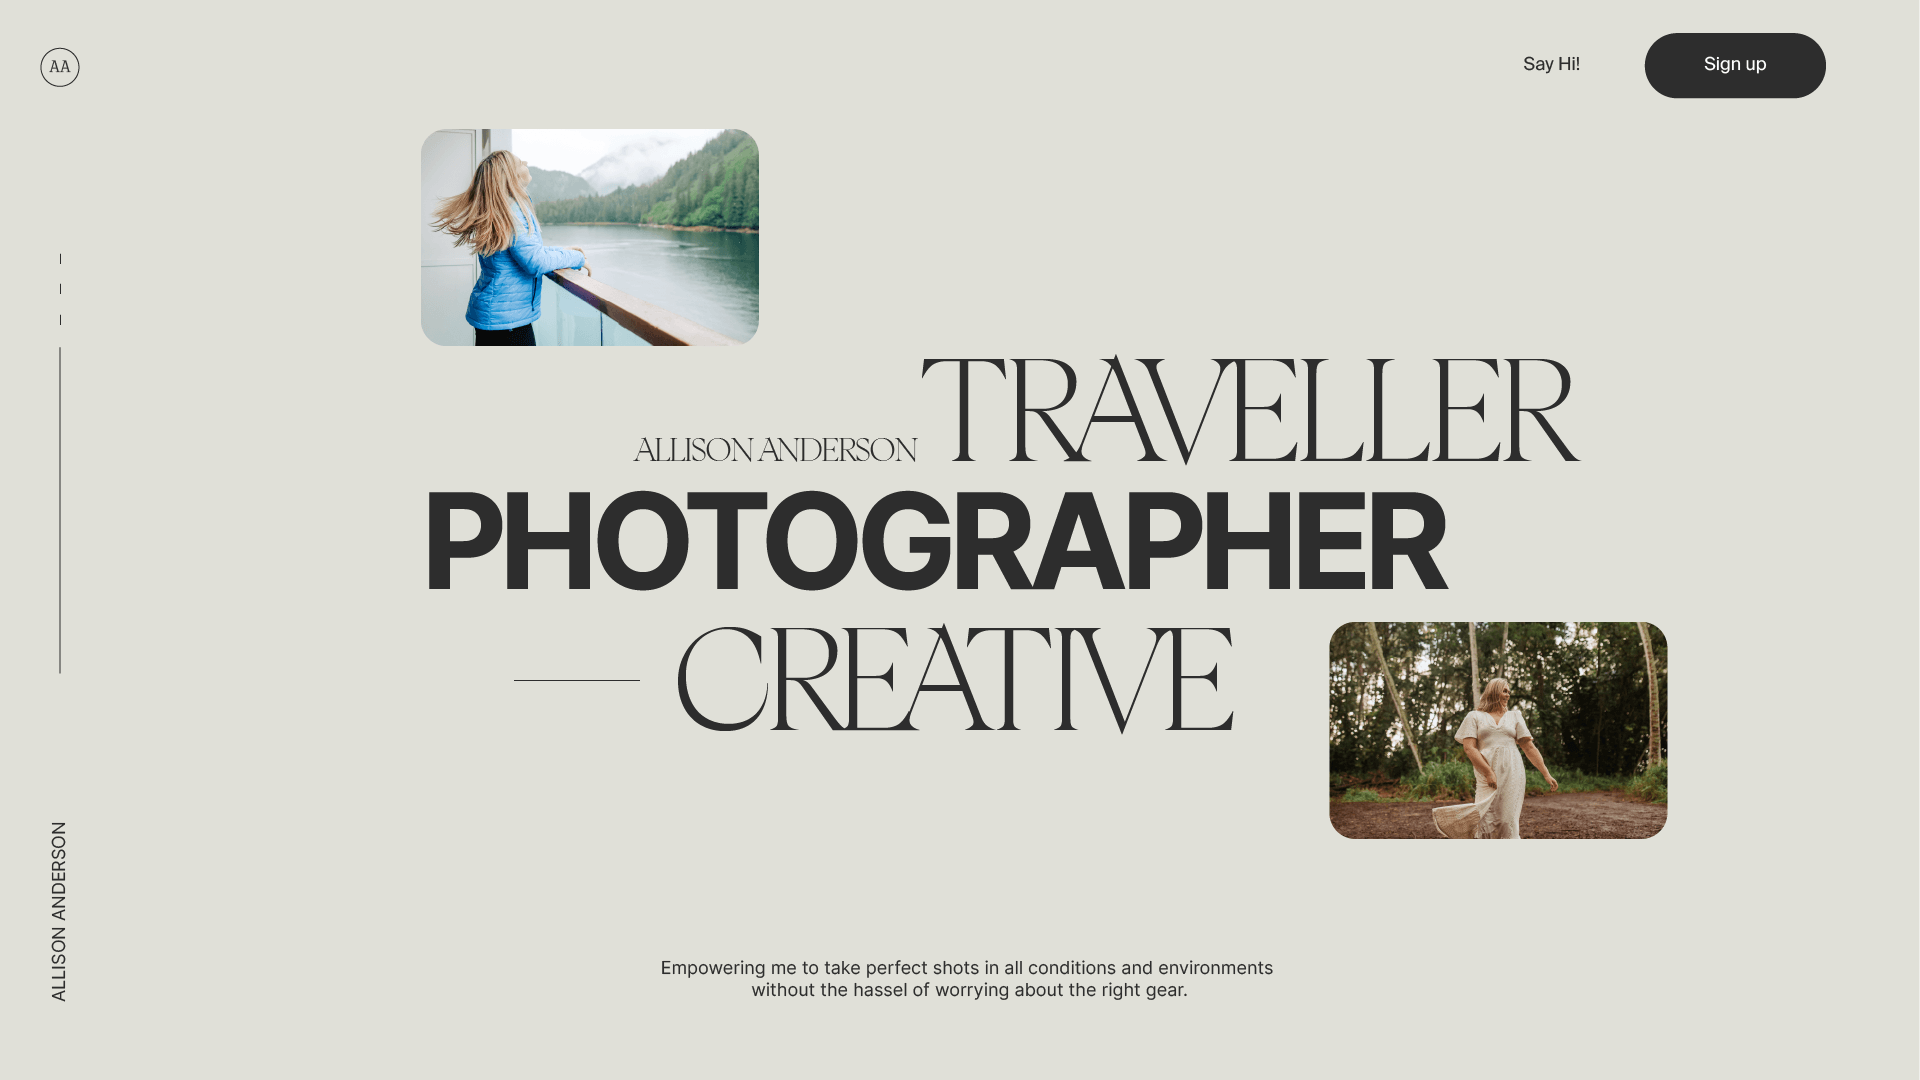 AA
Say Hi!
Sign up
TRAVELLER
ALLISON ANDERSON
PHOTOGRAPHER
CREATIVE
ALLISON ANDERSON
Empowering me to take perfect shots in all conditions and environments
without the hassel of worrying about the right gear.